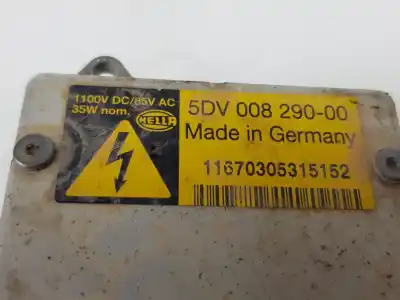 1100V DC/85V AC
35W nom,
HELLA
5DV 008 290-00
Made in Germany
11670305315152